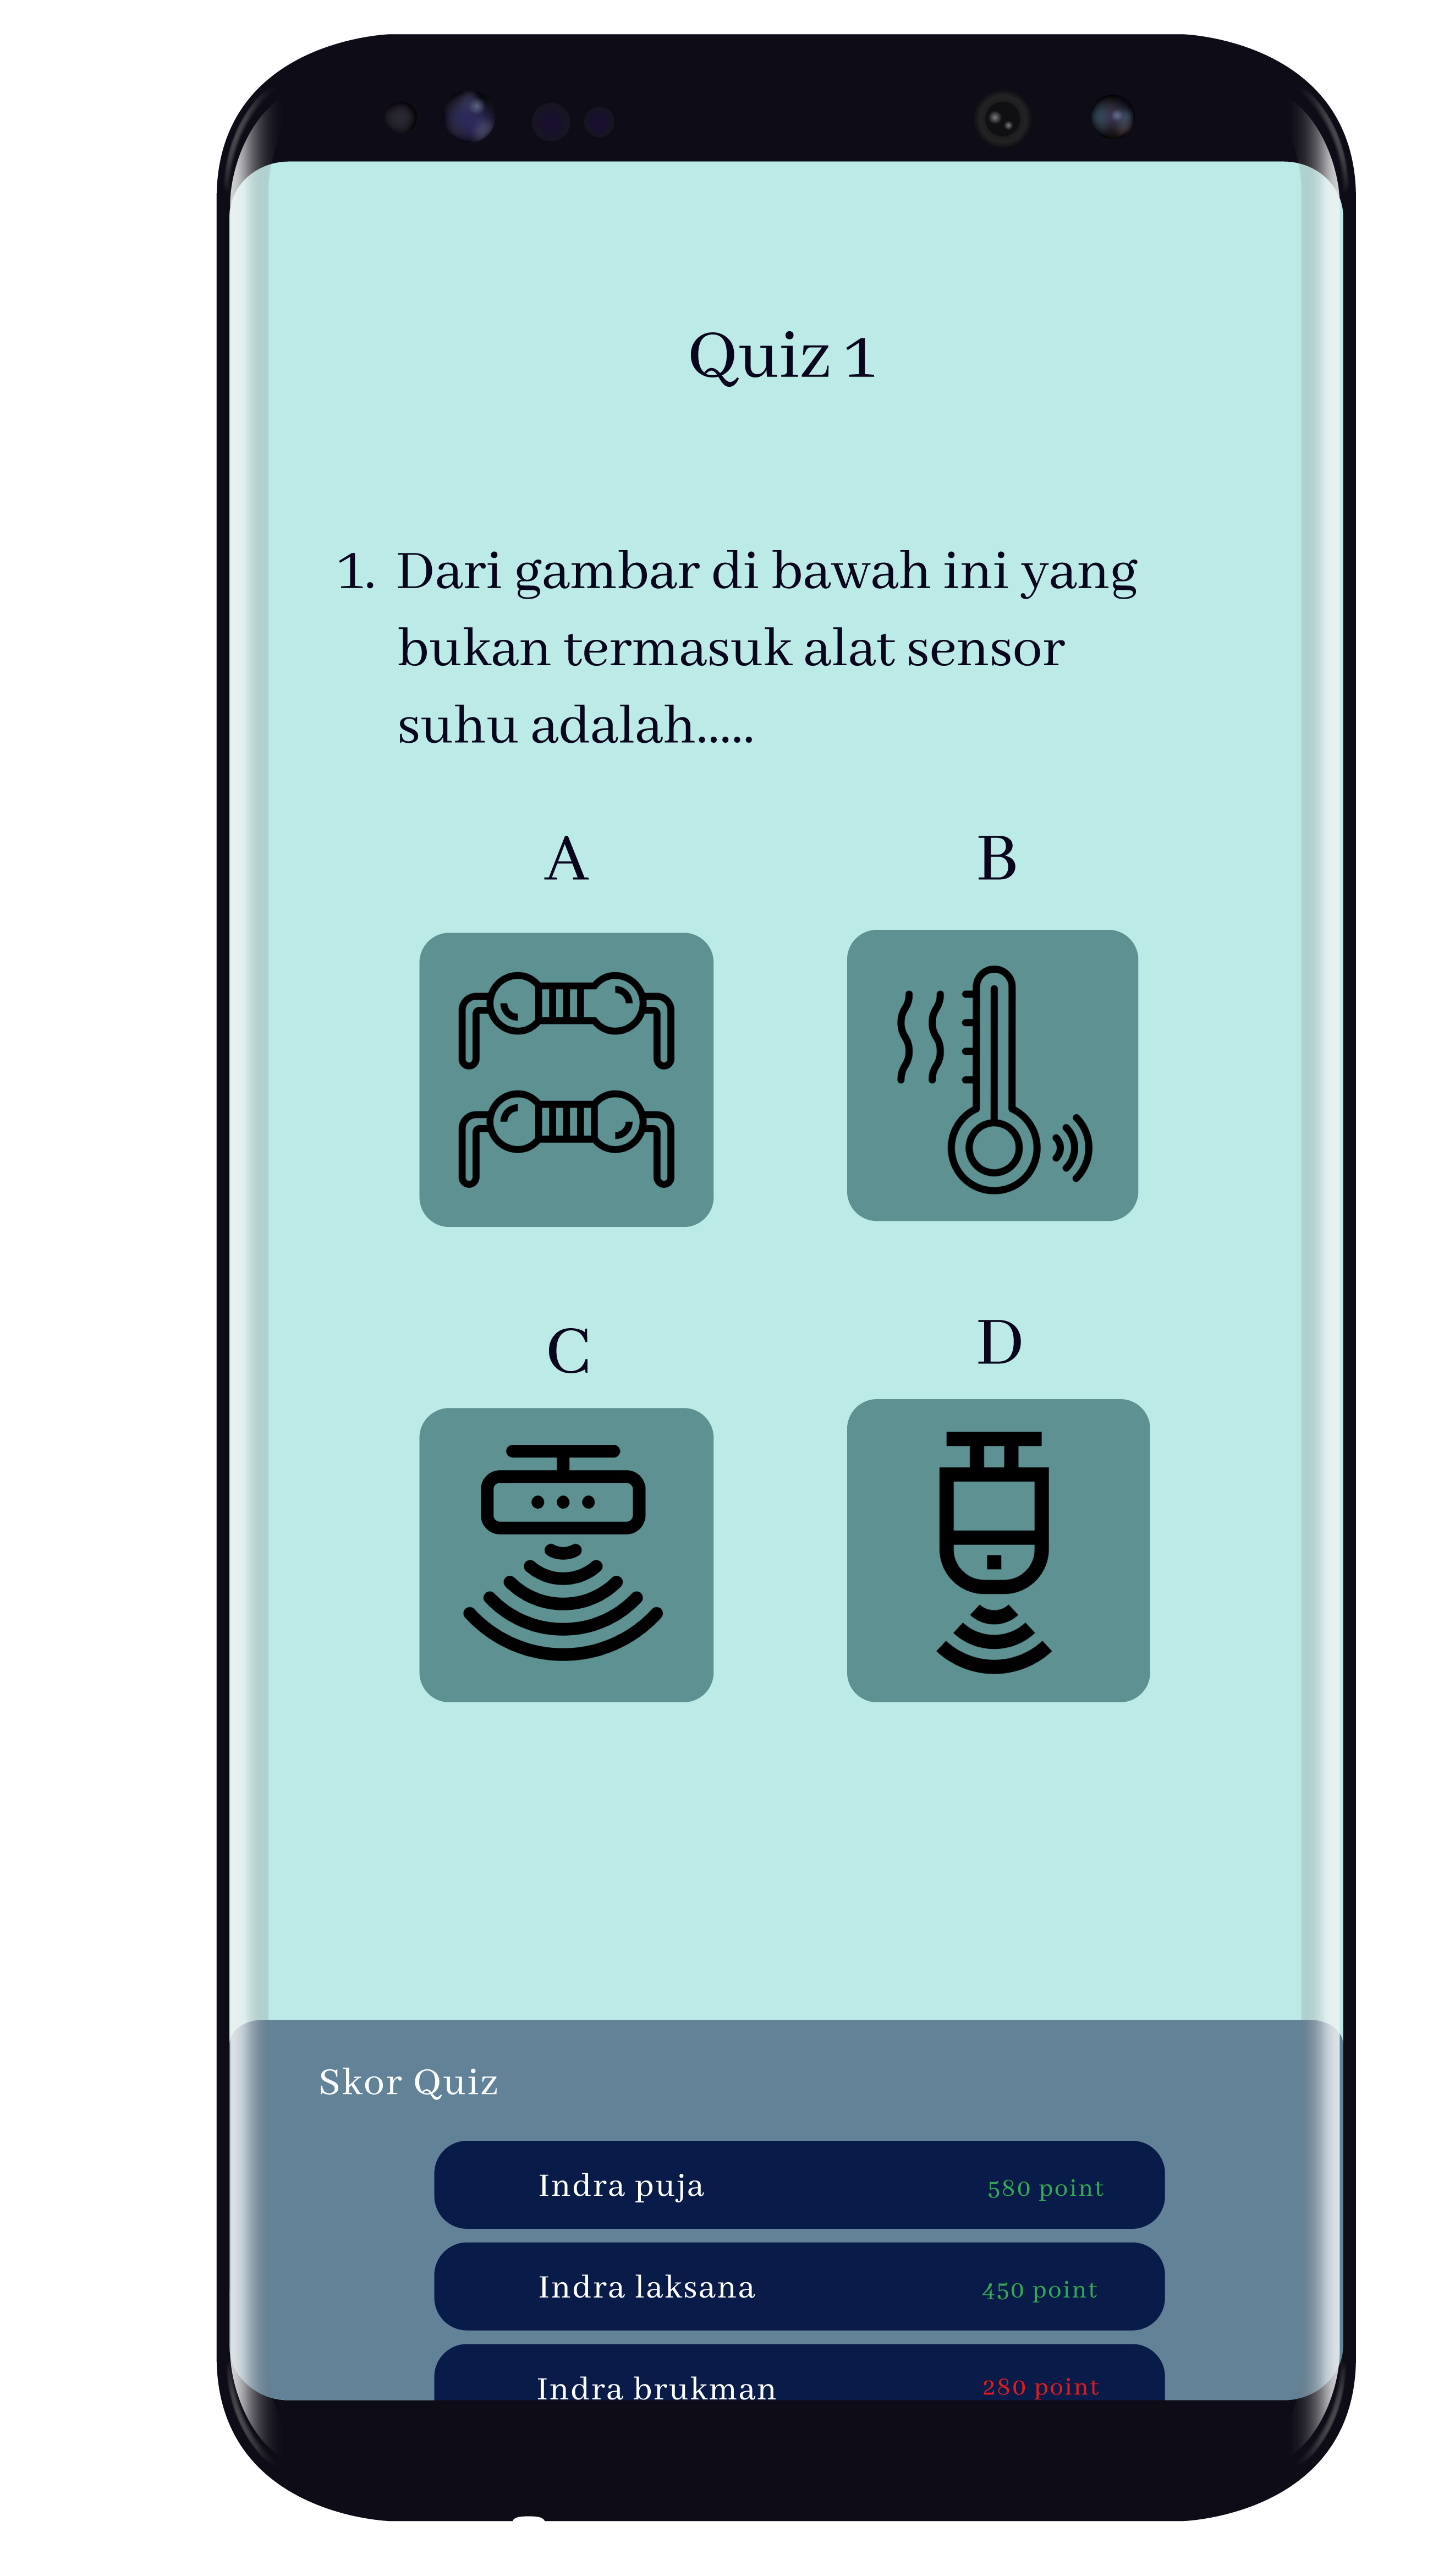 Quiz 1
1. Dari gambar di bawah ini yang
bukan termasuk alat sensor
suhu adalah.....
A
B
C
D
Skor Quiz
Indra puja
580 point
Indra laksana
450 point
Indra brukman
280 point